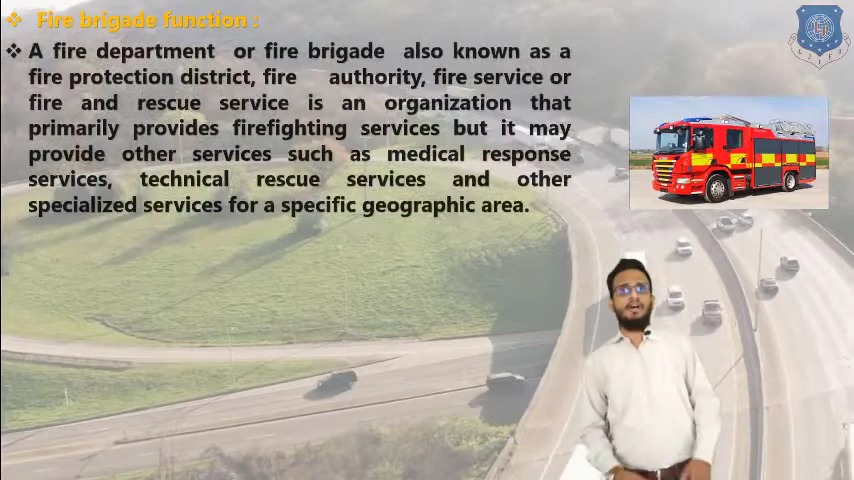 Fire brigade function :
A fire department or fire brigade also known as a
fire protection district, fire authority, fire service or
fire and rescue service is an organization that
primarily provides firefighting services but it may
provide other services such as medical response
services, technical rescue services and other
specialized services for a specific geographic area.